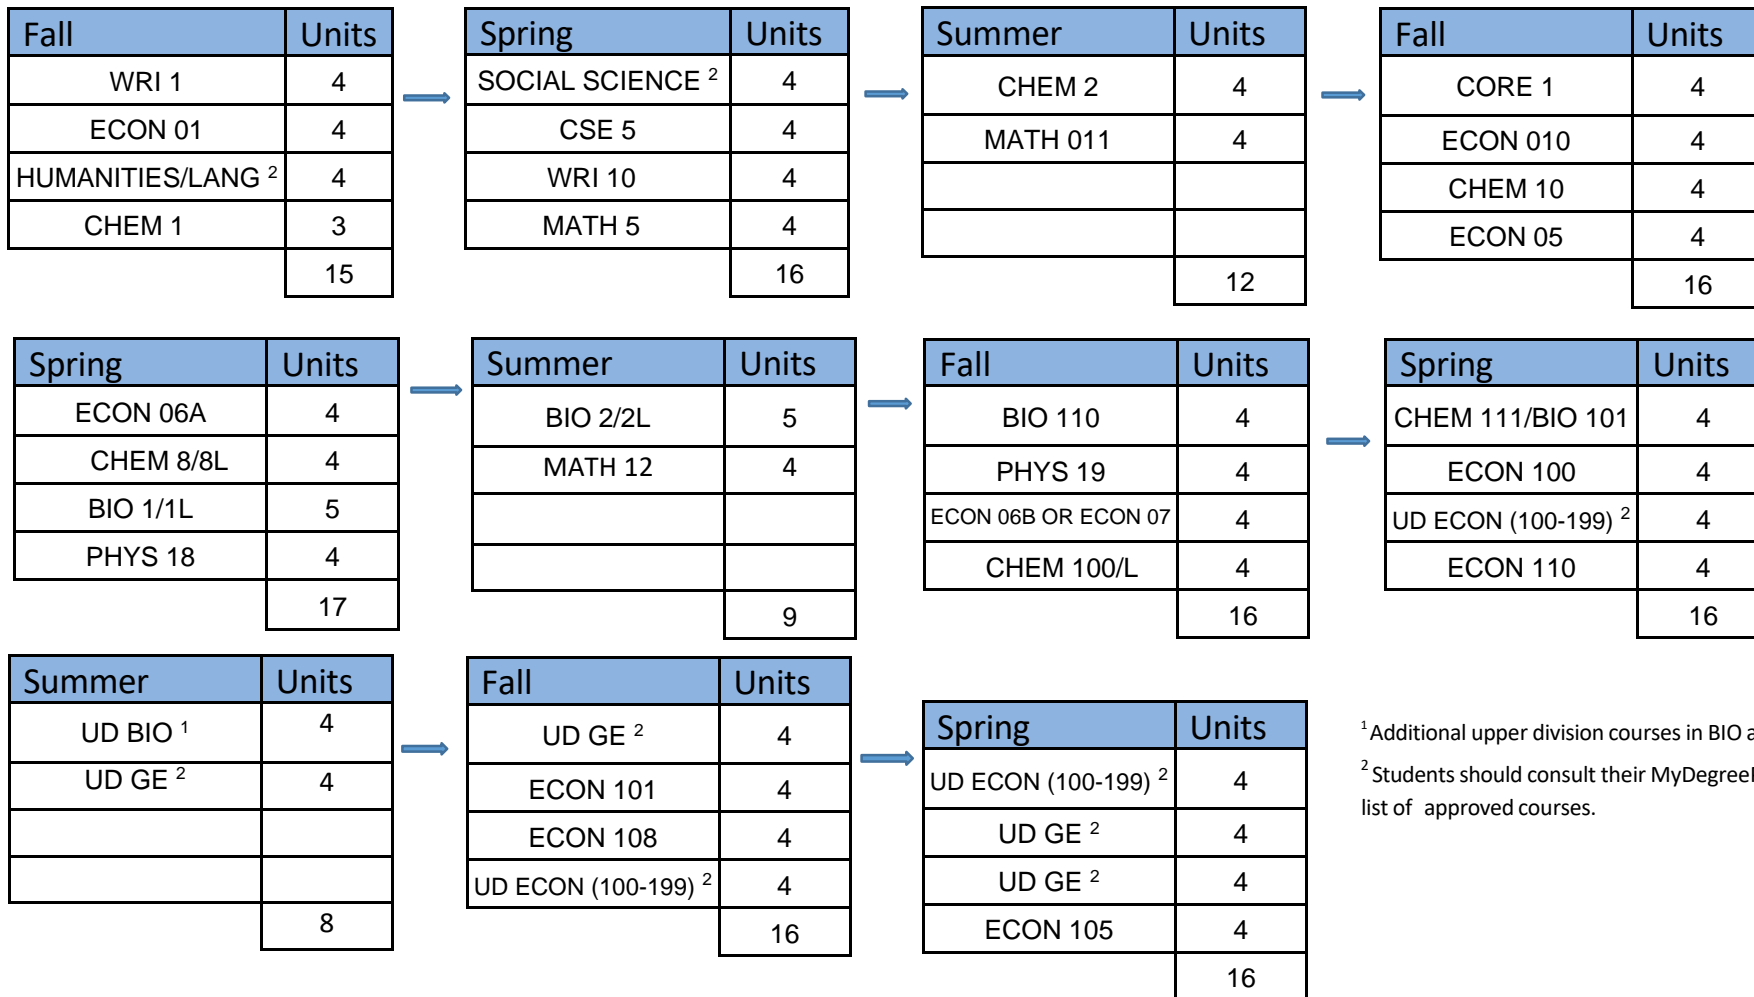 Fall Units
WRI 1 4
ECON 01 4
HUMANITIES/LANG 2 4
CHEM 1 3
15
Spring Units
SOCIAL SCIENCE 2 4
CSE 5 4
WRI 10 4
MATH 5 4
16
Summer Units
CHEM 2 4
MATH 011 4
12
Fall Units
CORE 1 4
ECON 010 4
CHEM 10 4
ECON 05 4
16
Spring Units
ECON 06A 4
CHEM 8/8L 4
BIO 1/1L 5
PHYS 18 4
17
Summer Units
BIO 2/2L 5
MATH 12 4
9
Fall Units
BIO 110 4
PHYS 19 4
ECON 06B OR ECON 07 4
CHEM 100/L 4
16
Spring Units
CHEM 111/BIO 101 4
ECON 100 4
UD ECON (100-199) 2 4
ECON 110 4
16
Summer Units
UD BIO 1 4
UD GE 2 4
8
Fall Units
UD GE 2 4
ECON 101 4
ECON 108 4
UD ECON (100-199) 2 4
16
Spring Units
UD ECON (100-199) 2 4
UD GE 2 4
UD GE 2 4
ECON 105 4
16
1 Additional upper division courses in BIO
2 Students should consult their
list of approved courses.